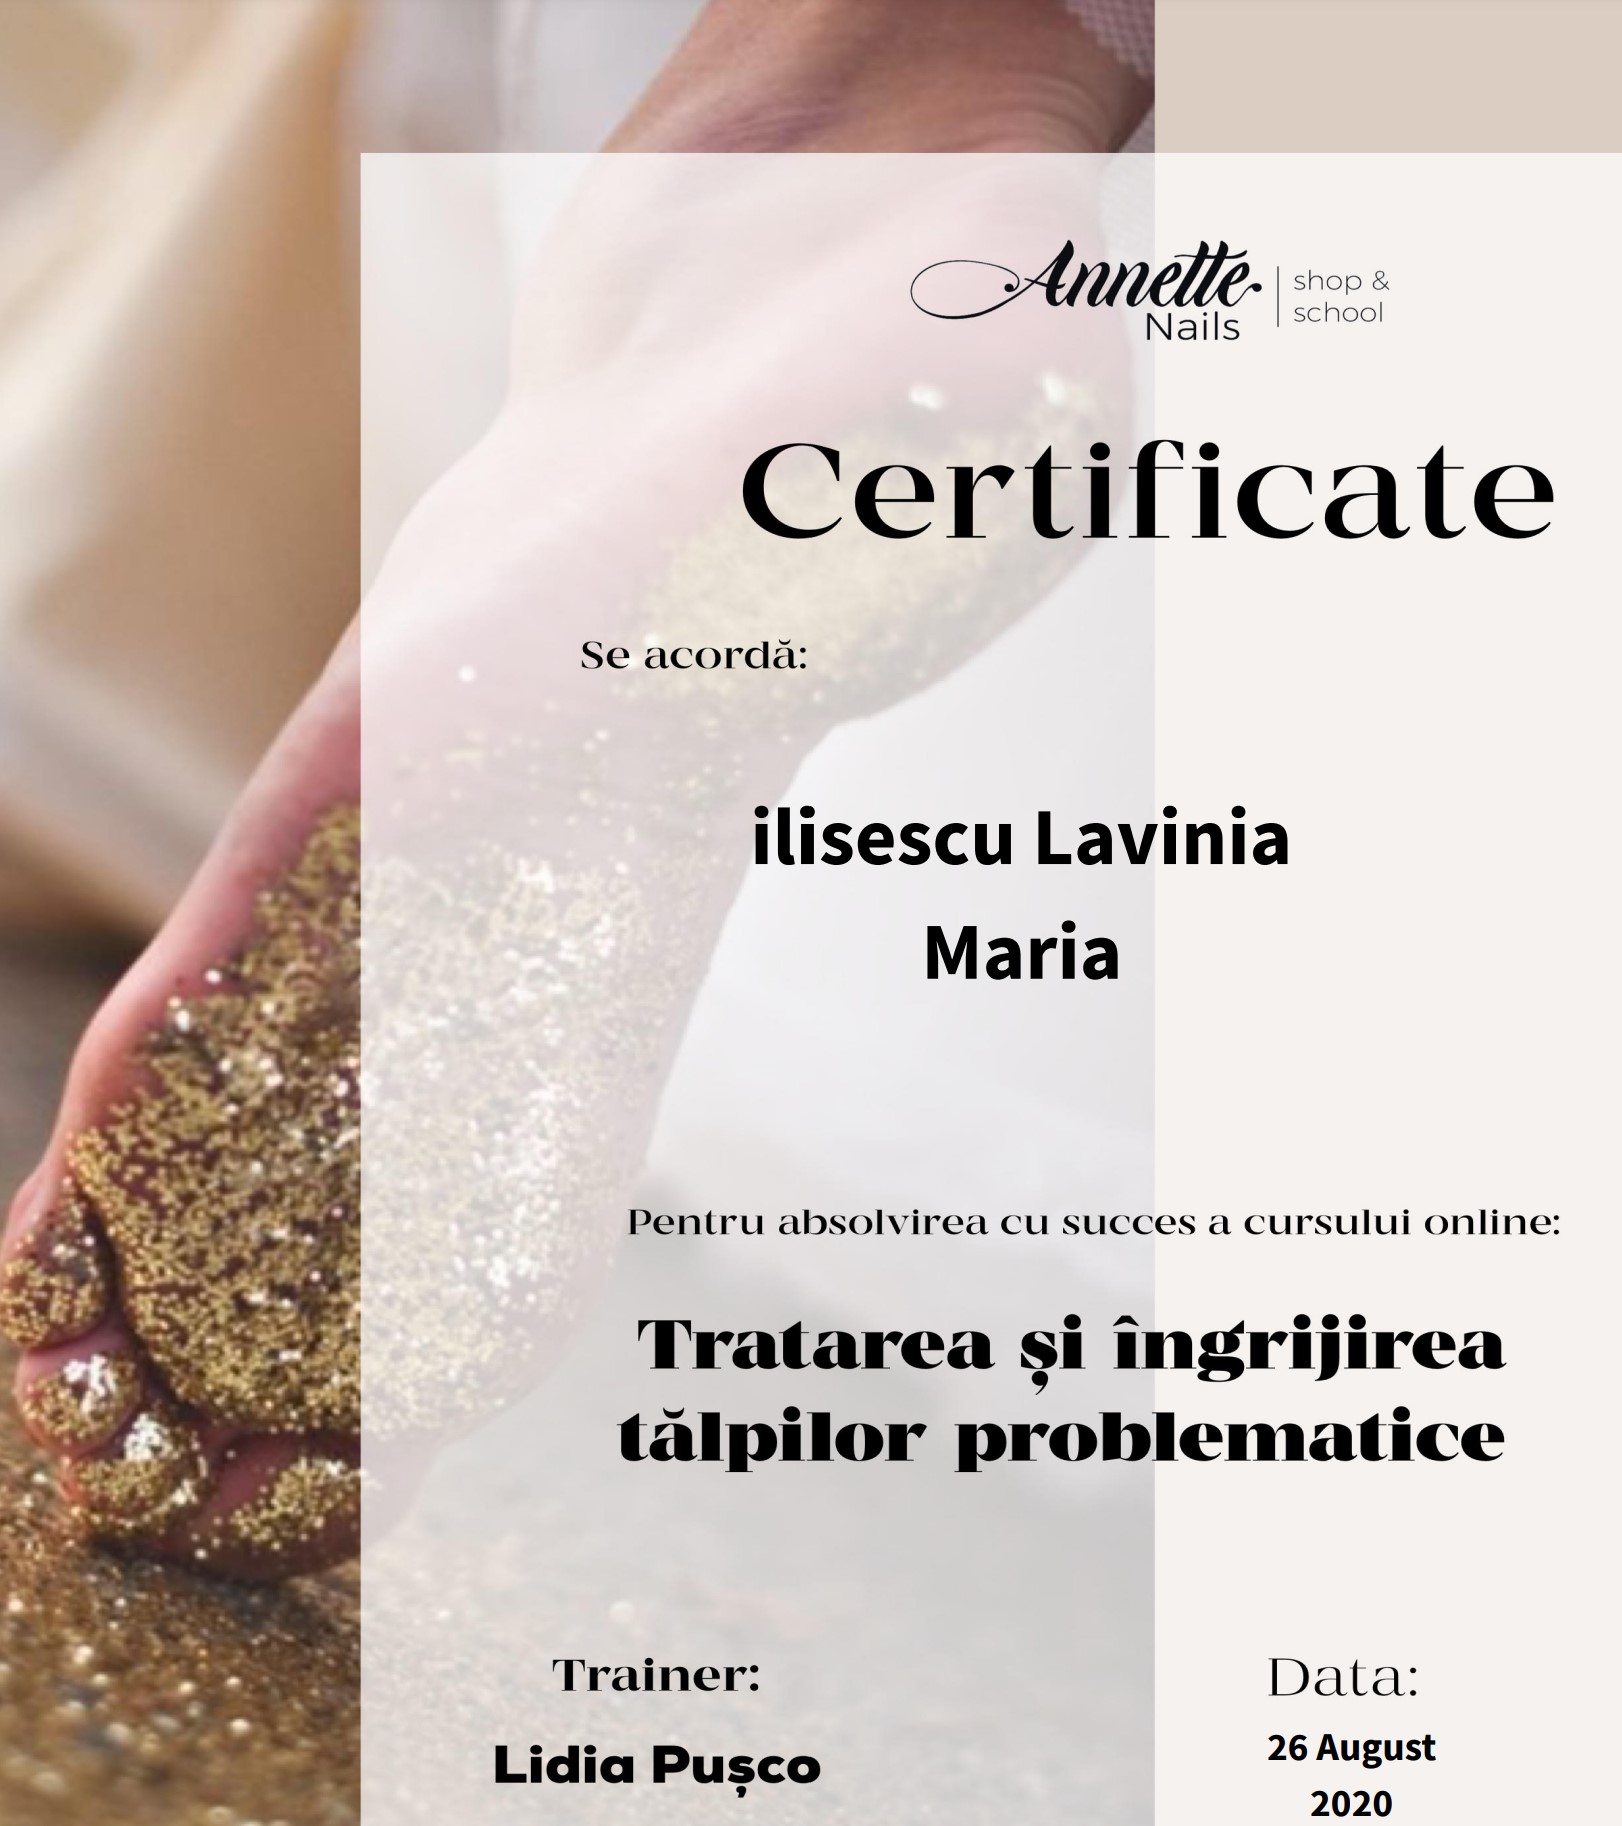 Annette
Nails
shop &
school
Certificate
Se acordă:
ilisescu Lavinia
Maria
Pentru absolvirea cu succes a cursului online:
Tratarea și îngrijirea
tălpilor problematice
Trainer:
Lidia Pușco
Data:
26 August
2020